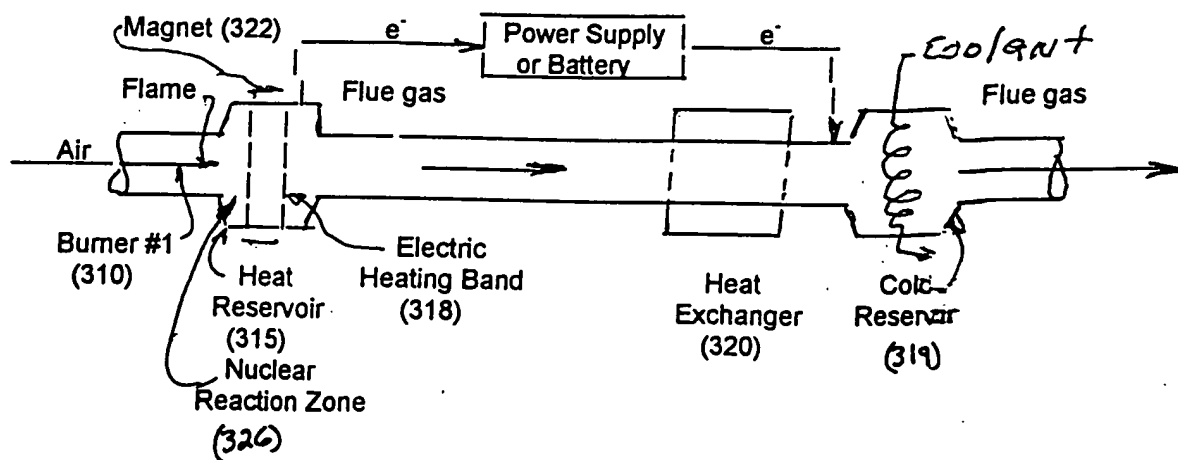 Magnet (322)
e-
Power Supply
or Battery
e-
Coolant
Flame
Flue gas
Flue gas
Air
Burner #1
(310)
Heat
Reservoir
(315)
Electric
Heating Band
(318)
Heat
Exchanger
(320)
Cold
Reservoir
(319)
Nuclear
Reaction Zone
(326)